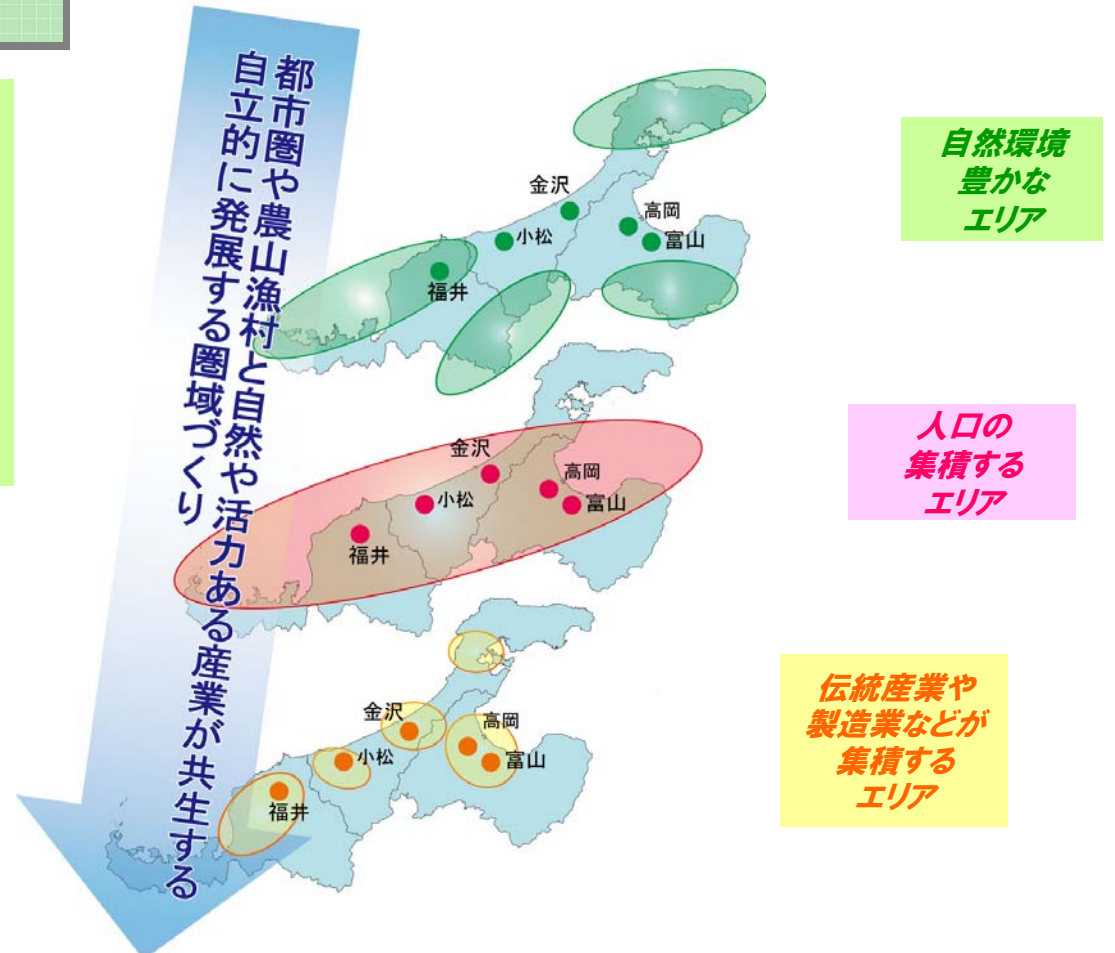 都市圏や農山漁村と自然や活力ある産業が共生する
自立的に発展する圏域づくり
金沢
高岡
小松
富山
福井
自然環境
豊かな
エリア
金沢
高岡
小松
富山
福井
人口の
集積する
エリア
金沢
高岡
小松
富山
福井
伝統産業や
製造業などが
集積する
エリア